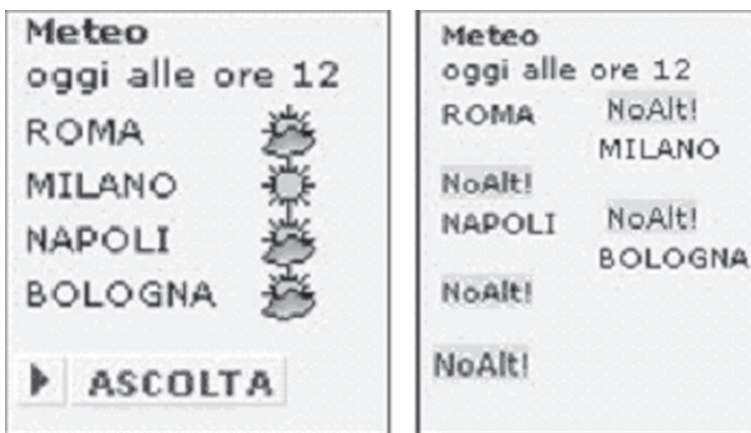 Meteo
oggi alle ore 12
ROMA
MILANO
NAPOLI
BOLOGNA
ASCOLTA
Meteo
oggi alle ore 12
ROMA NoAlt!
MILANO
NoAlt!
NAPOLI NoAlt!
BOLOGNA
NoAlt!
NoAlt!